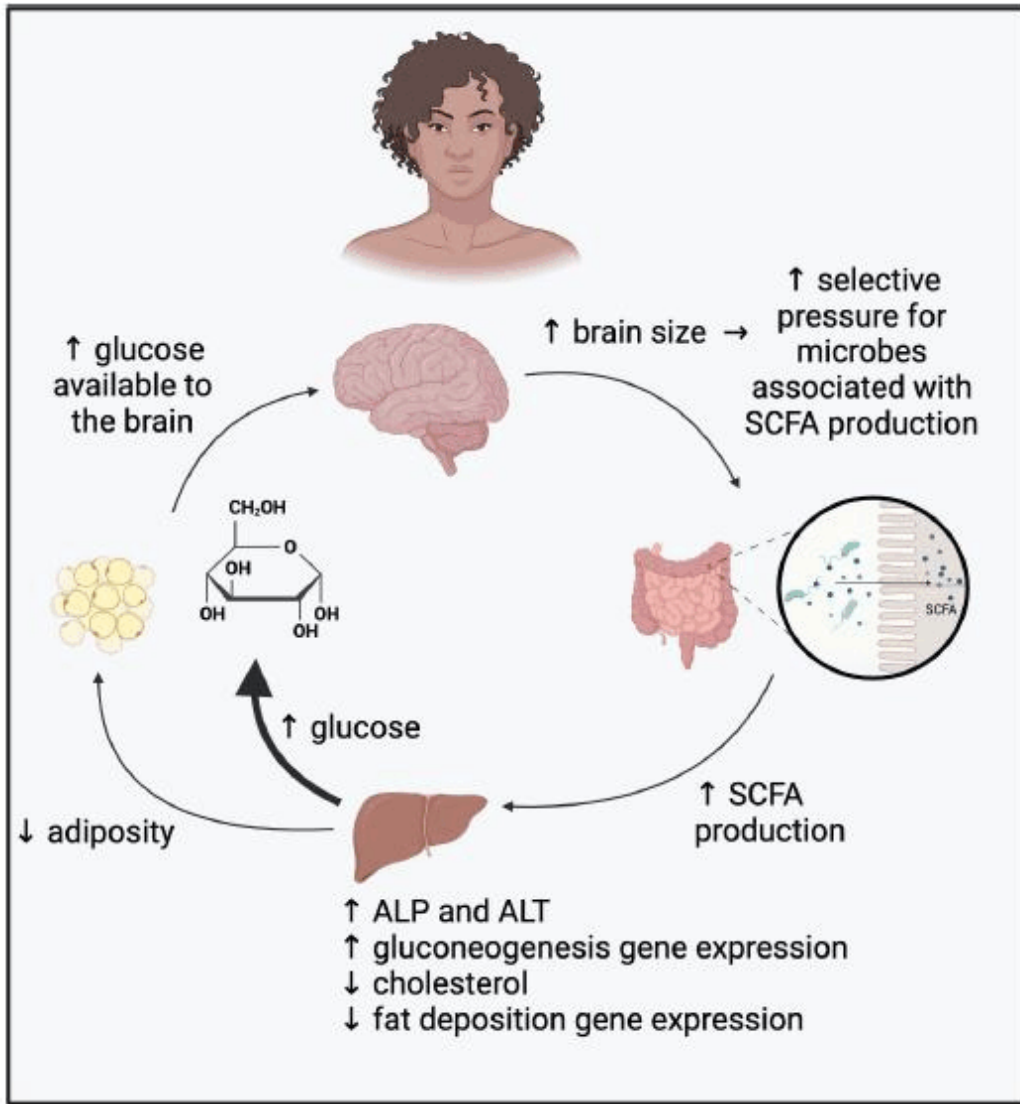 ↑ selective
pressure for
microbes
associated with
SCFA production
↑ brain size →
↑ glucose
available to
the brain
CH₂OH
O
OH
OH
OH
OH
SCFA
↑ glucose
↑ SCFA
production
↓ adiposity
↑ ALP and ALT
↑ gluconeogenesis gene expression
↓ cholesterol
↓ fat deposition gene expression